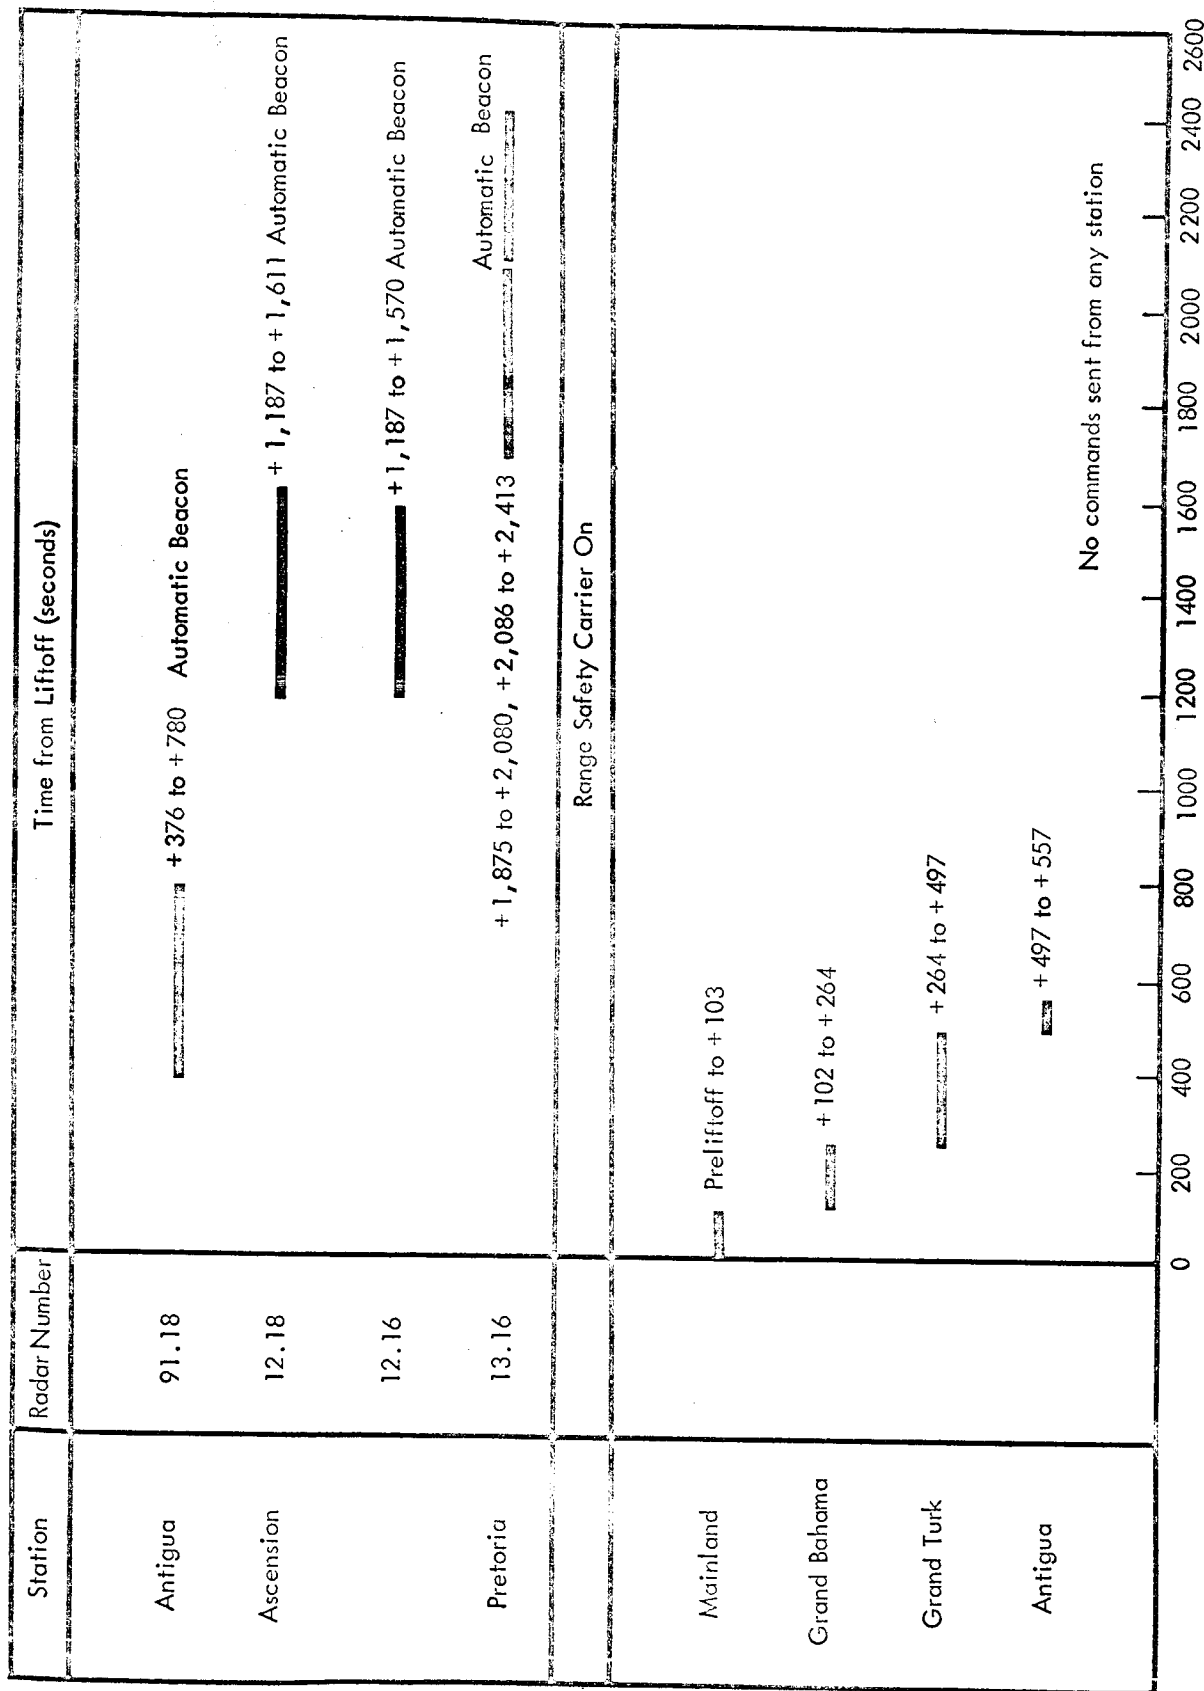 Station Radar Number Time from Liftoff (seconds)
Antigua 91.18 +376 to +780 Automatic Beacon
Ascension 12.18 +1,187 to +1,611 Automatic Beacon
12.16 +1,187 to +1,570 Automatic Beacon
Pretoria 13.16 +1,875 to +2,080, +2,086 to +2,413 Automatic Beacon
Range Safety Carrier On
Mainland Preliftoff to +103
Grand Bahama +102 to +264
Grand Turk +264 to +497
Antigua +497 to +557
No commands sent from any station
0 200 400 600 800 1000 1200 1400 1600 1800 2000 2200 2400 2600